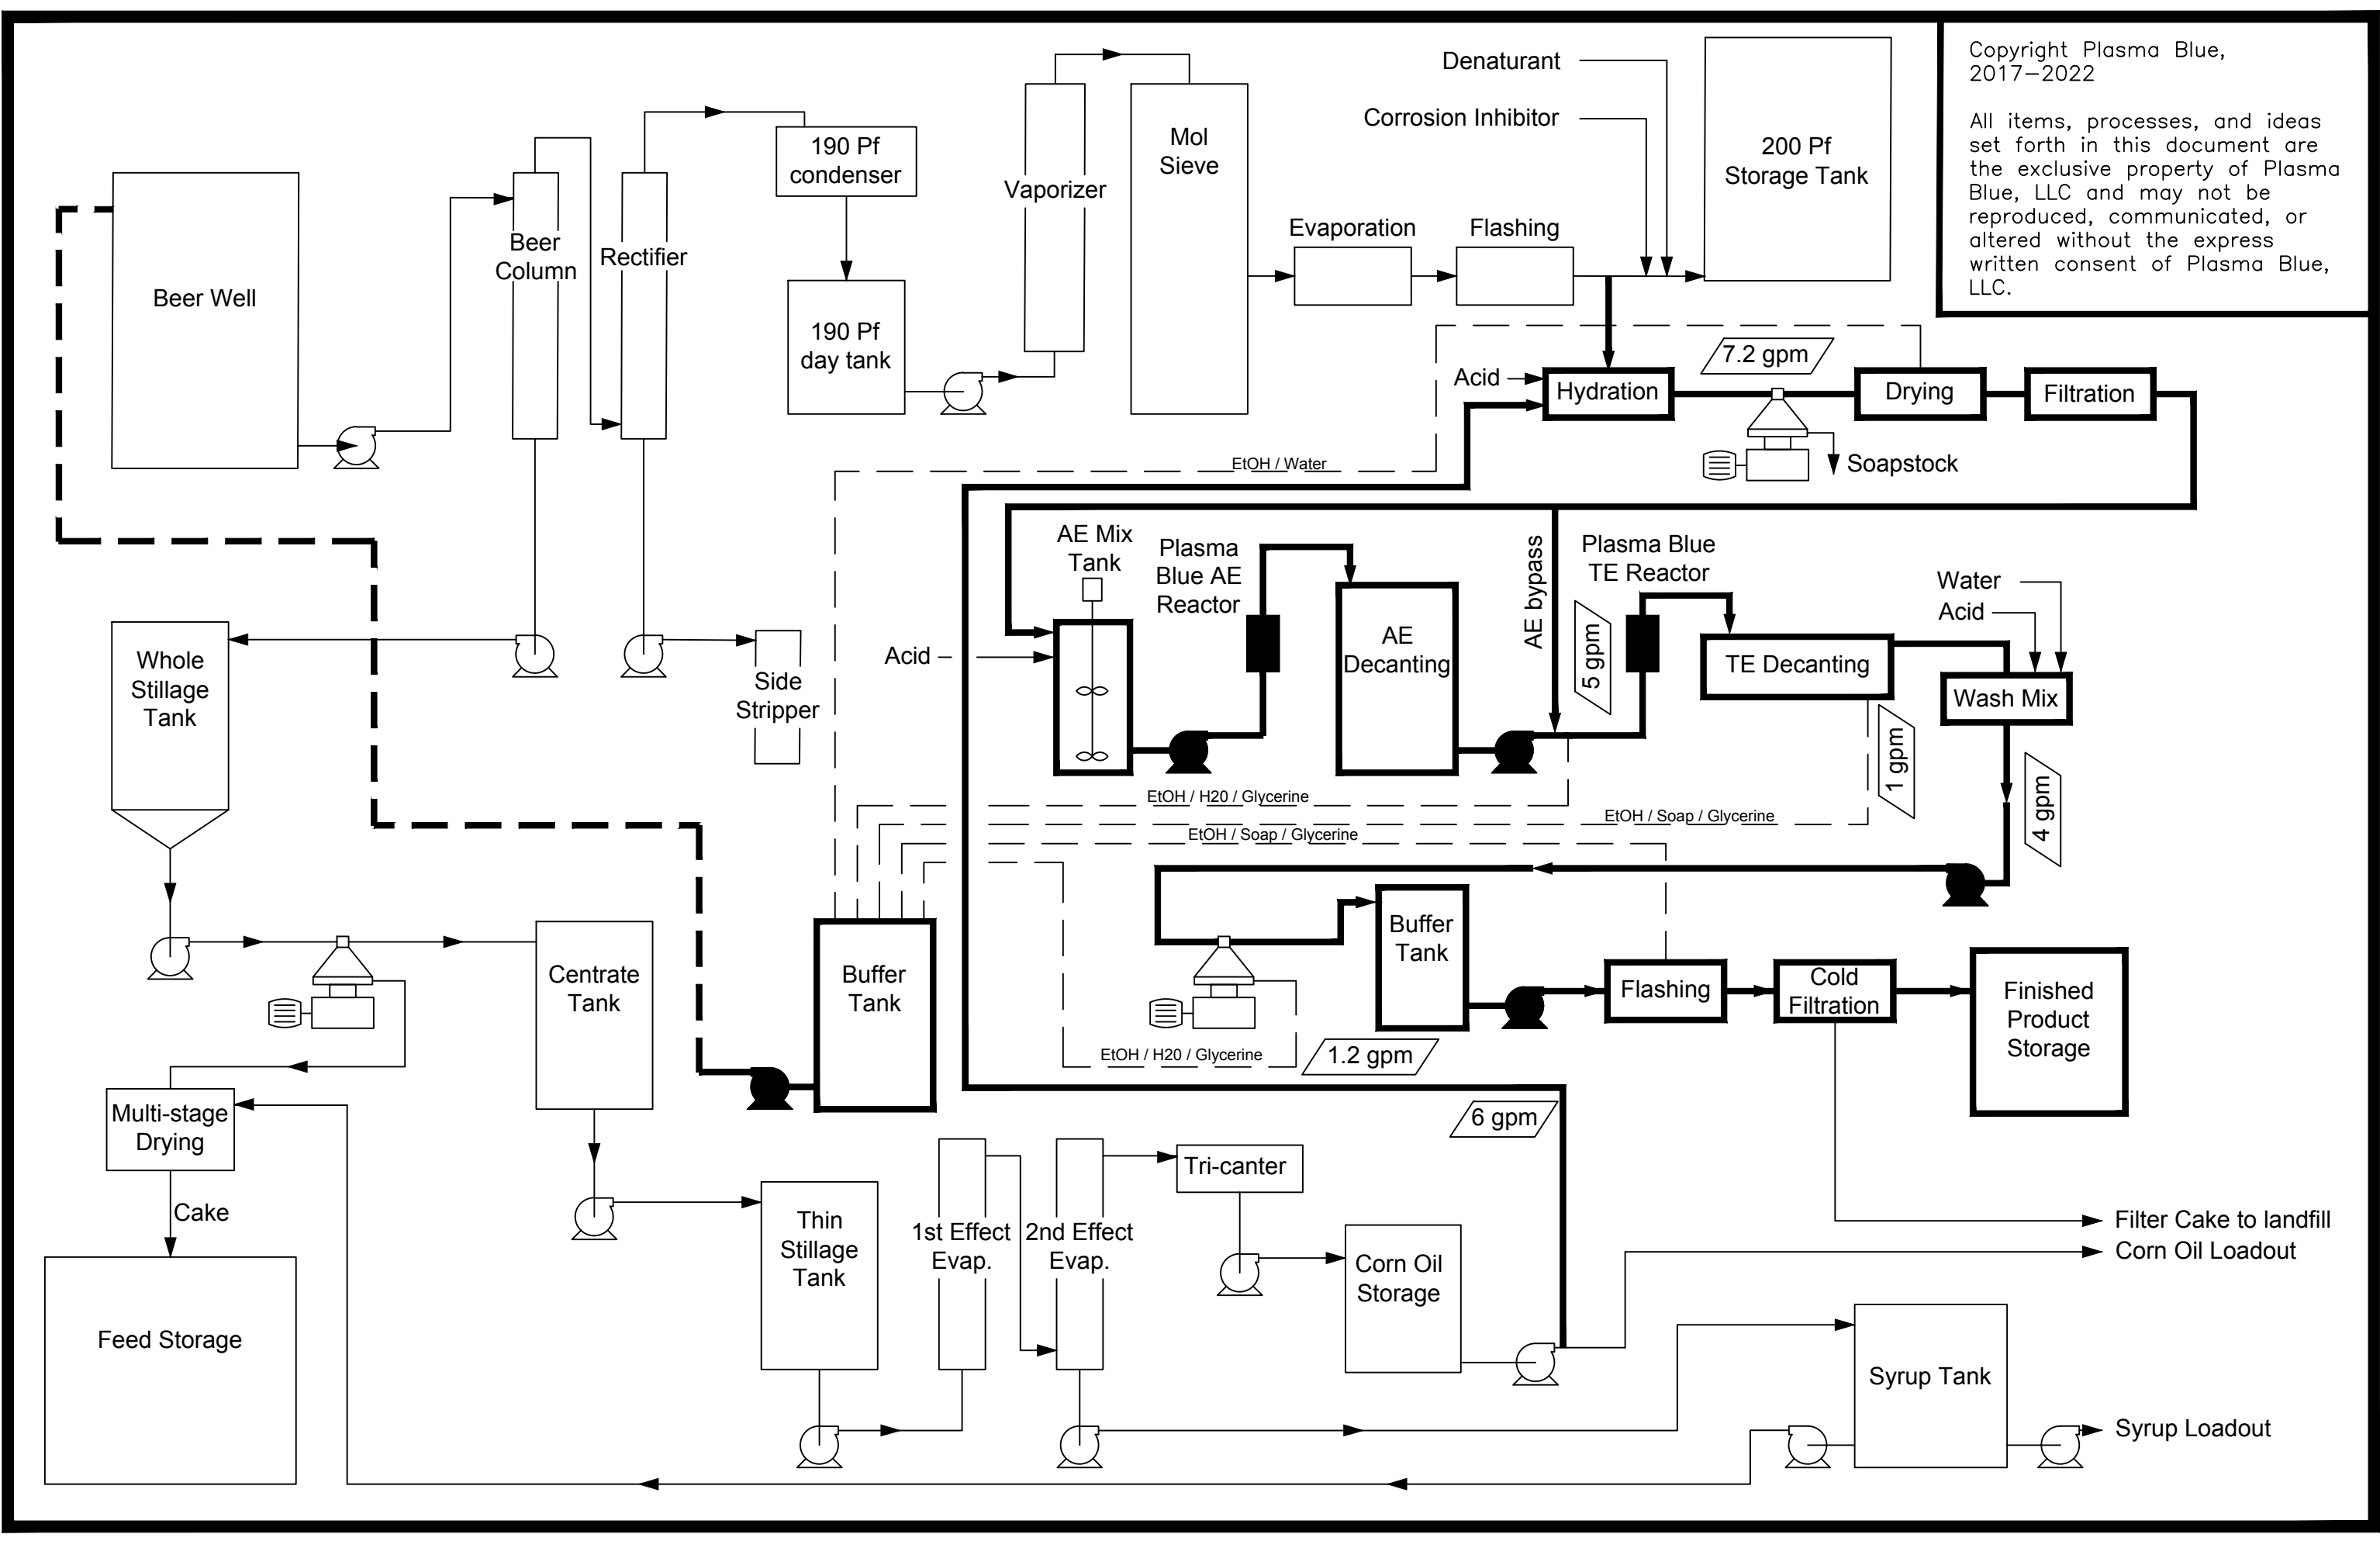 Copyright Plasma Blue,
2017-2022
All items, processes, and ideas
set forth in this document are
the exclusive property of Plasma
Blue, LLC and may not be
reproduced, communicated, or
altered without the express
written consent of Plasma Blue,
LLC.
Denaturant
Corrosion Inhibitor
200 Pf
Storage Tank
Mol
Sieve
Vaporizer
190 Pf
condenser
190 Pf
day tank
Beer Well
Beer
Column
Rectifier
Evaporation
Flashing
7.2 gpm
Acid
Hydration
Drying
Filtration
Soapstock
EtOH / Water
AE Mix
Tank
Plasma
Blue AE
Reactor
AE bypass
Plasma Blue
TE Reactor
5 gpm
Water
Acid
Acid
AE
Decanting
TE Decanting
Wash Mix
1 gpm
4 gpm
Whole
Stillage
Tank
Side
Stripper
EtOH / H20 / Glycerine
EtOH / Soap / Glycerine
EtOH / Soap / Glycerine
Buffer
Tank
Centrate
Tank
Buffer
Tank
Flashing
Cold
Filtration
Finished
Product
Storage
EtOH / H20 / Glycerine
1.2 gpm
6 gpm
Multi-stage
Drying
Cake
Feed Storage
Thin
Stillage
Tank
1st Effect
Evap.
2nd Effect
Evap.
Tri-canter
Corn Oil
Storage
Filter Cake to landfill
Corn Oil Loadout
Syrup Tank
Syrup Loadout